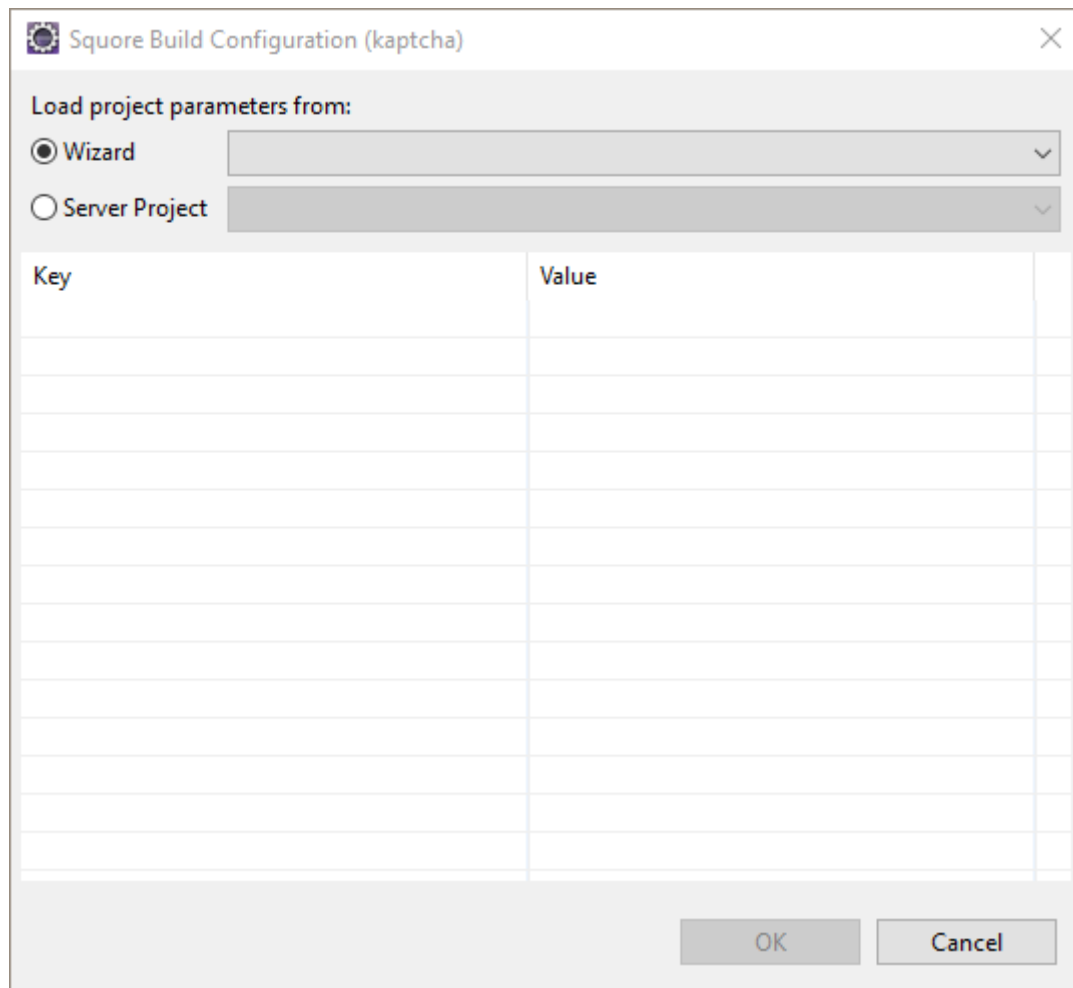 Squore Build Configuration (kaptcha)
Load project parameters from:
Wizard
Server Project
Key Value
OK Cancel